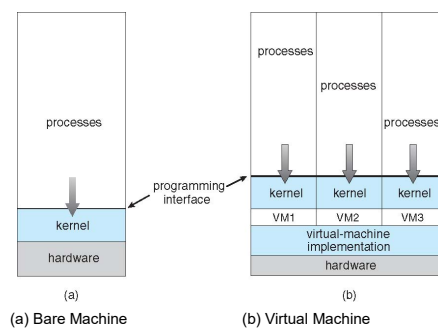 processes
kernel
hardware
(a)
(a) Bare Machine
programming
interface
processes
processes
processes
kernel kernel kernel
VM1 VM2 VM3
virtual-machine
implementation
hardware
(b)
(b) Virtual Machine